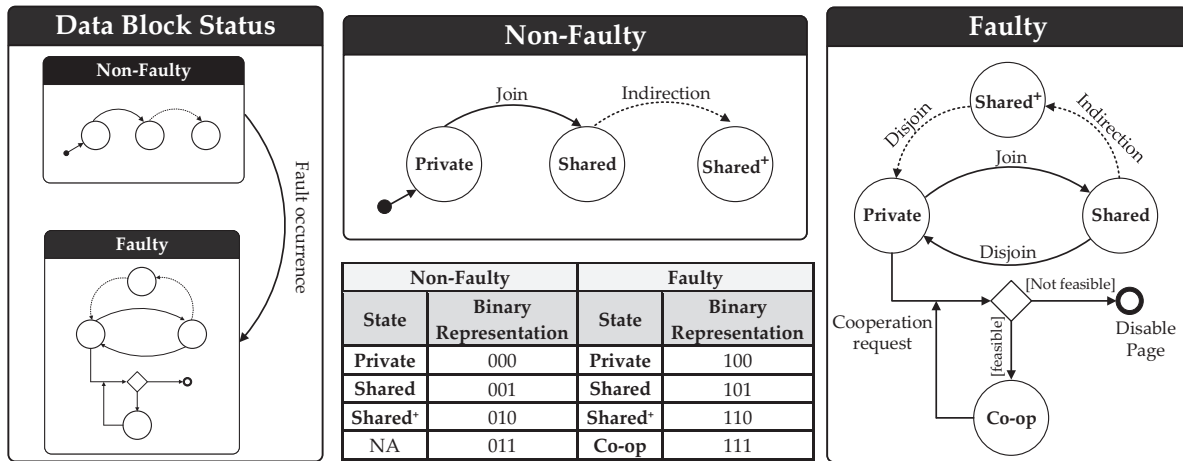 Data Block Status
Non-Faulty
Fault occurrence
Faulty
Non-Faulty
Join
Indirection
Private
Shared
Shared⁺
Non-Faulty Faulty
State Binary Representation State Binary Representation
Private 000 Private 100
Shared 001 Shared 101
Shared⁺ 010 Shared⁺ 110
NA 011 Co-op 111
Faulty
Shared⁺
Disjoin
Indirection
Join
Private
Shared
Disjoin
[Not feasible]
Cooperation
request
[feasible]
Disable
Page
Co-op